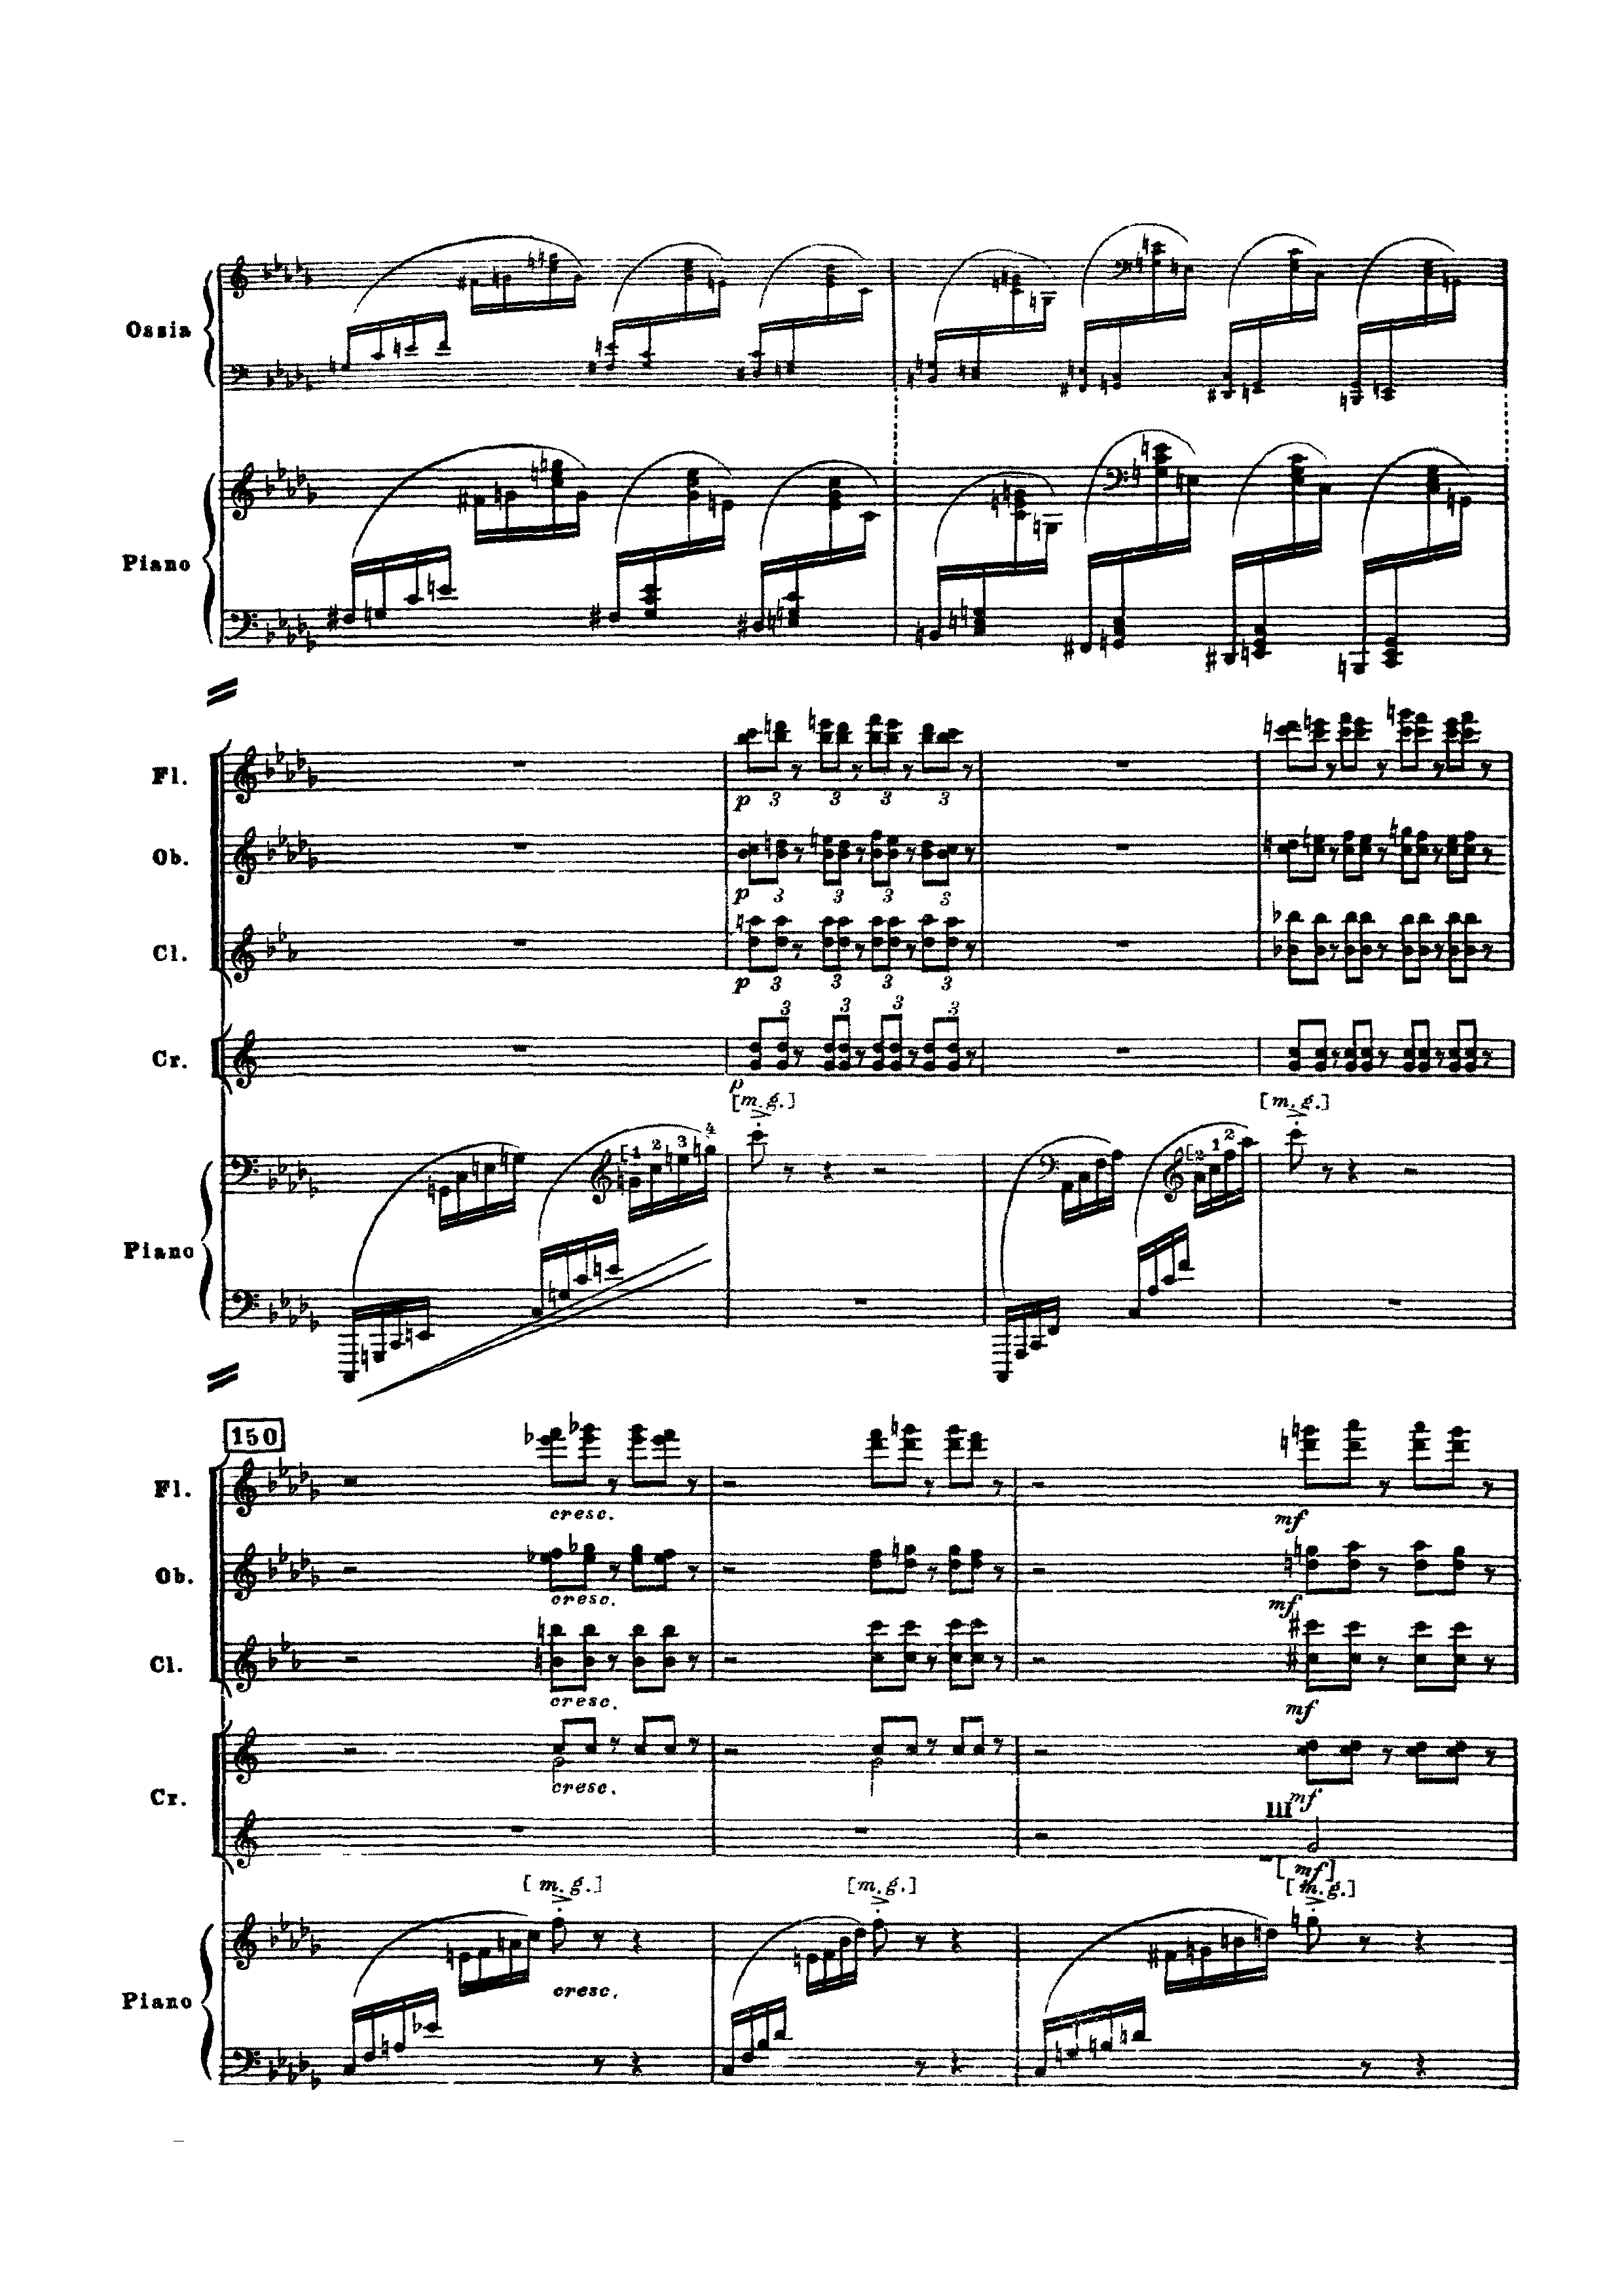 Ossia
Piano
Fl.
p 3 3 3 3
Ob.
p 3 3 3 3
Cl.
p 3 3 3 3
3 3 3 3
Cr.
p
[m. g.] [m. g.]
[1 2 3 4 [2 1 2
Piano
150
Fl.
cresc. mf
Ob.
cresc. mf
Cl.
cresc. mf
Cr.
cresc. mf
III
[mf]
[m. g.] [m. g.] [m. g.]
cresc.
Piano